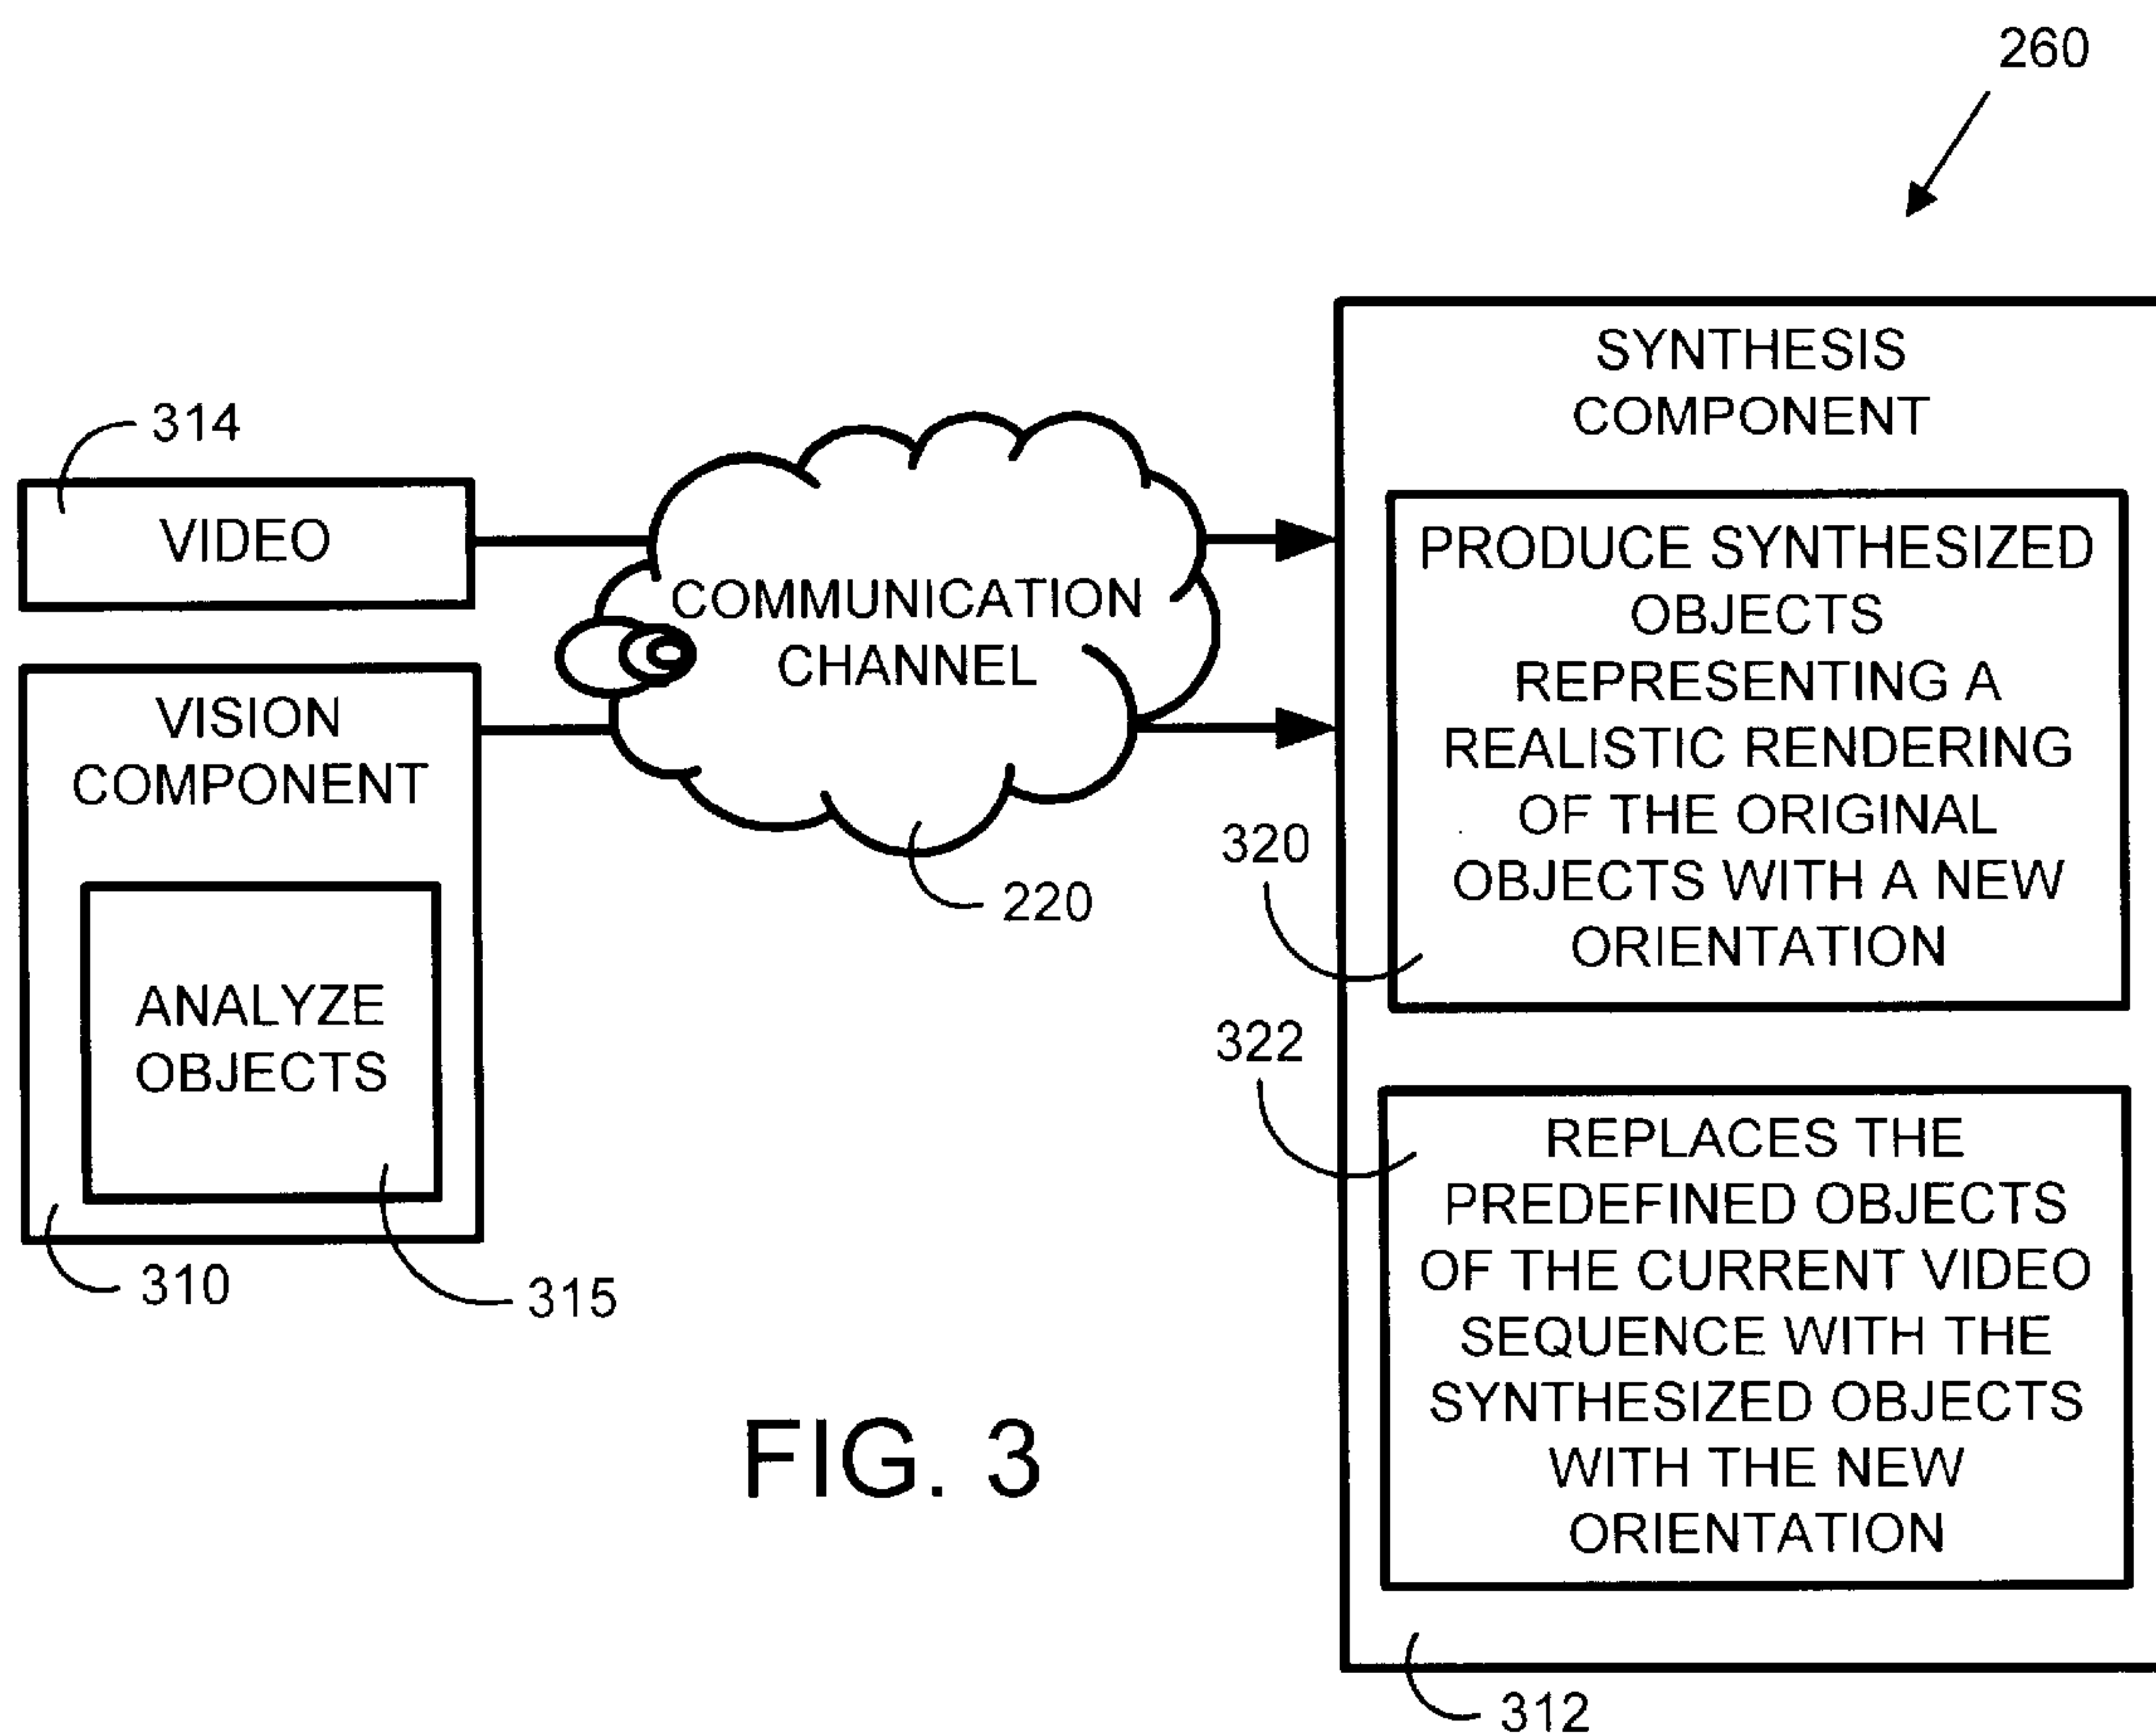 260
314
VIDEO
VISION
COMPONENT
ANALYZE
OBJECTS
310
315
COMMUNICATION
CHANNEL
220
SYNTHESIS
COMPONENT
PRODUCE SYNTHESIZED
OBJECTS
REPRESENTING A
REALISTIC RENDERING
OF THE ORIGINAL
OBJECTS WITH A NEW
ORIENTATION
320
322
REPLACES THE
PREDEFINED OBJECTS
OF THE CURRENT VIDEO
SEQUENCE WITH THE
SYNTHESIZED OBJECTS
WITH THE NEW
ORIENTATION
312
FIG. 3